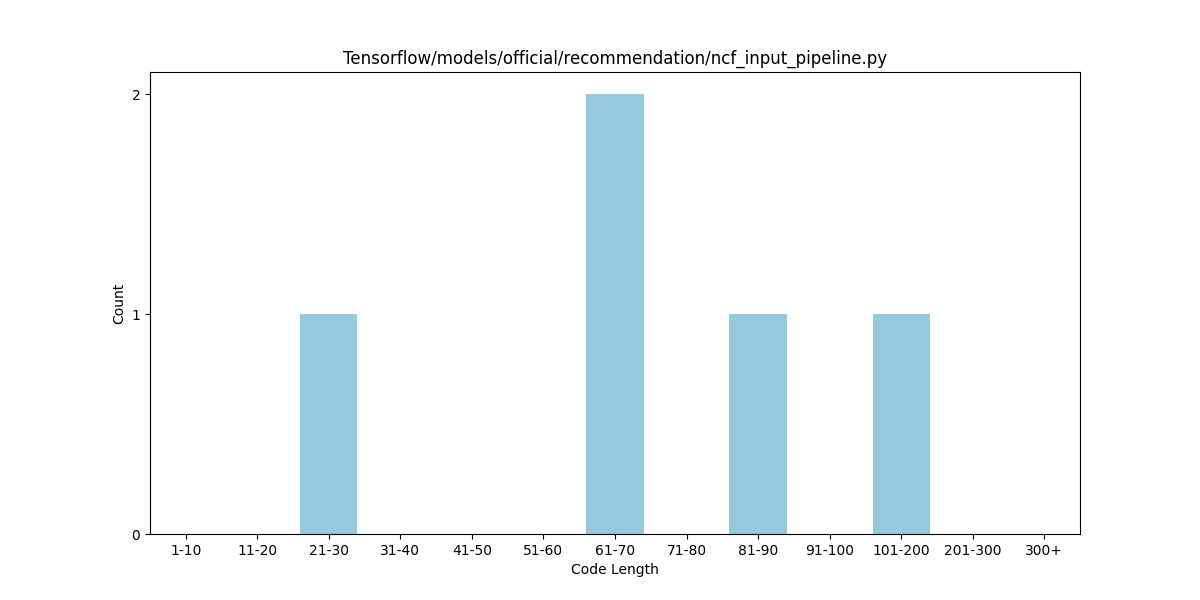 Tensorflow/models/official/recommendation/ncf_input_pipeline.py
2
1
0
Count
1-10 11-20 21-30 31-40 41-50 51-60 61-70 71-80 81-90 91-100 101-200 201-300 300+
Code Length